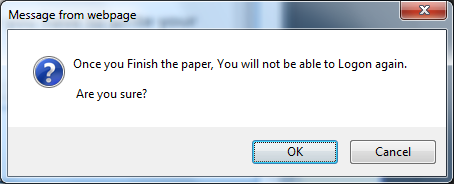 Message from webpage
Once you Finish the paper, You will not be able to Logon again.
Are you sure?
OK
Cancel